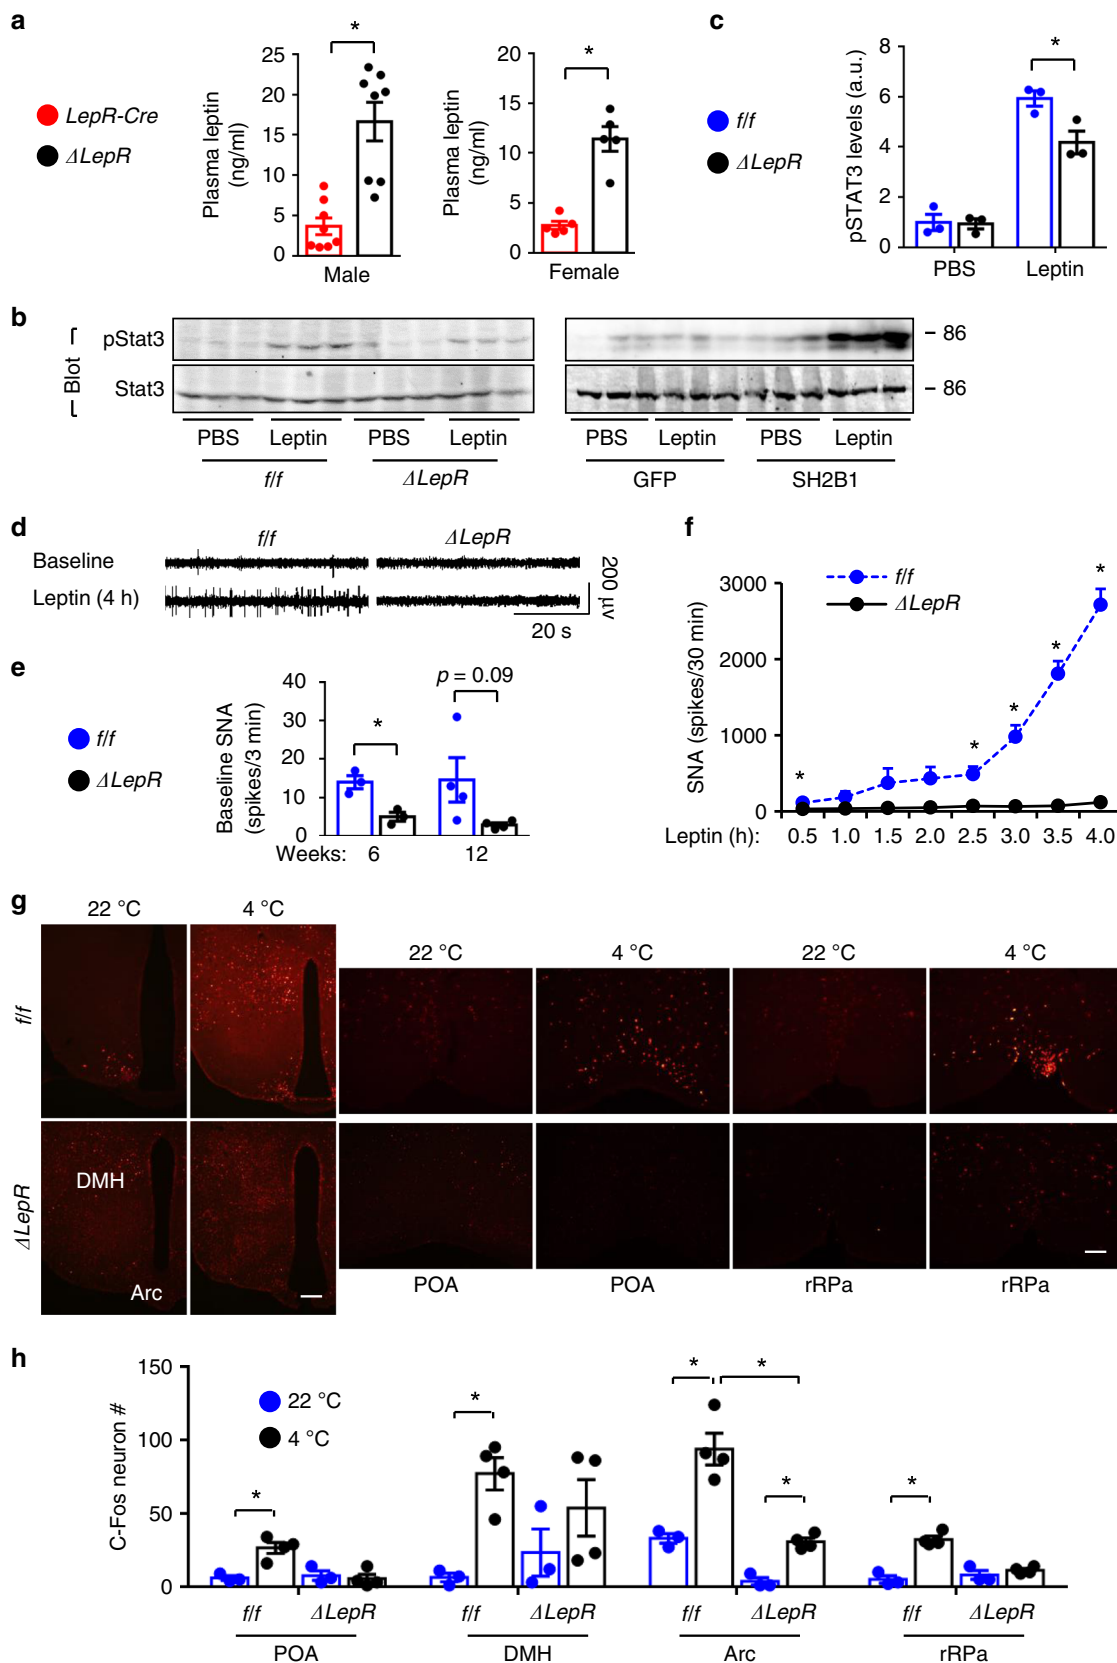 a
LepR-Cre
ΔLepR
Plasma leptin
(ng/ml)
25
20
15
10
5
0
*
Male
Plasma leptin
(ng/ml)
20
15
10
5
0
*
Female
c
f/f
ΔLepR
pSTAT3 levels (a.u.)
8
6
4
2
0
*
PBS
Leptin
b
Blot
pStat3
Stat3
– 86
– 86
PBS Leptin PBS Leptin
f/f ΔLepR
PBS Leptin PBS Leptin
GFP SH2B1
d
f/f ΔLepR
Baseline
Leptin (4 h)
200 μv
20 s
e
f/f
ΔLepR
Baseline SNA
(spikes/3 min)
40
30
20
10
0
*
p = 0.09
Weeks: 6 12
f
f/f
ΔLepR
SNA (spikes/30 min)
3000
2000
1000
0
* * * * *
Leptin (h): 0.5 1.0 1.5 2.0 2.5 3.0 3.5 4.0
g
22 °C 4 °C
22 °C 4 °C 22 °C 4 °C
f/f
ΔLepR
DMH
Arc
POA POA rRPa rRPa
h
C-Fos neuron #
150
100
50
0
22 °C
4 °C
* * * * * *
f/f ΔLepR f/f ΔLepR f/f ΔLepR f/f ΔLepR
POA DMH Arc rRPa